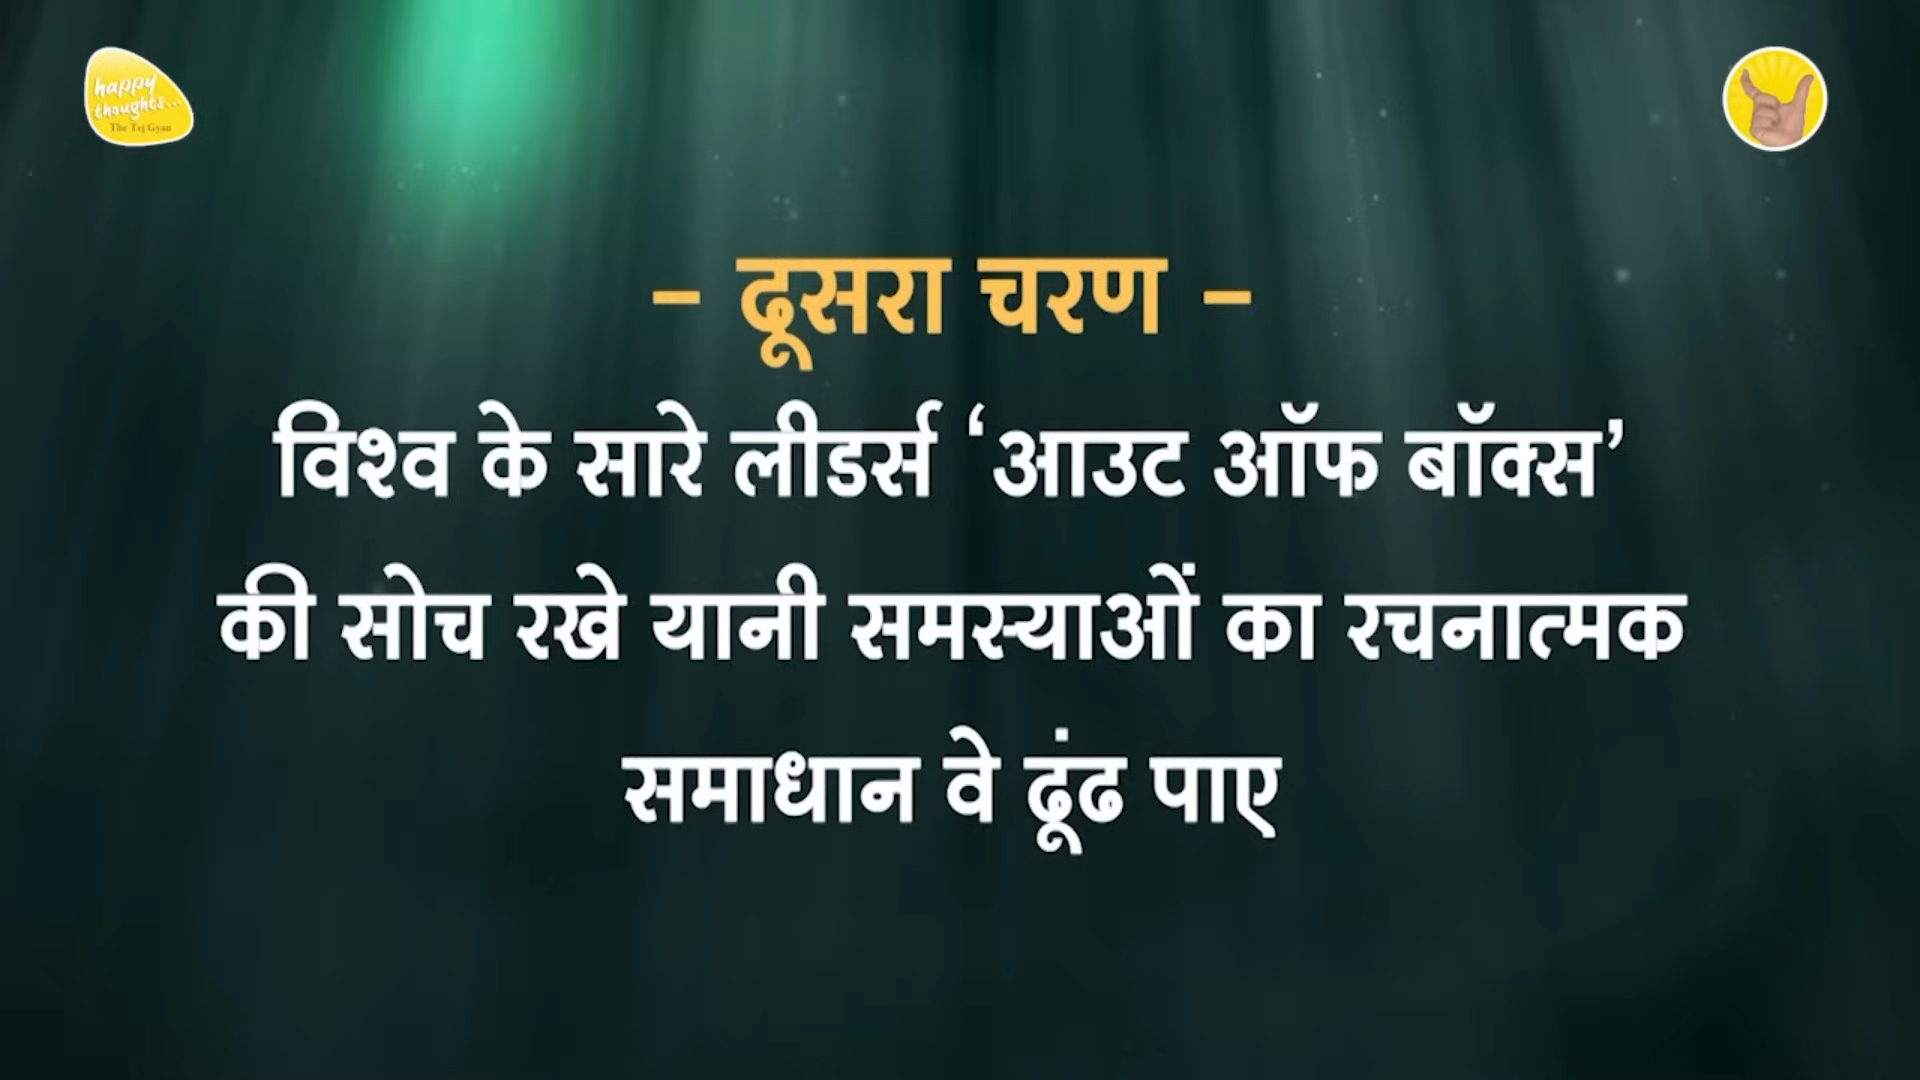 happy
thoughts...
The Tej Gyan
– दूसरा चरण –
विश्व के सारे लीडर्स ‘आउट ऑफ बॉक्स’
की सोच रखे यानी समस्याओं का रचनात्मक
समाधान वे ढूंढ पाए